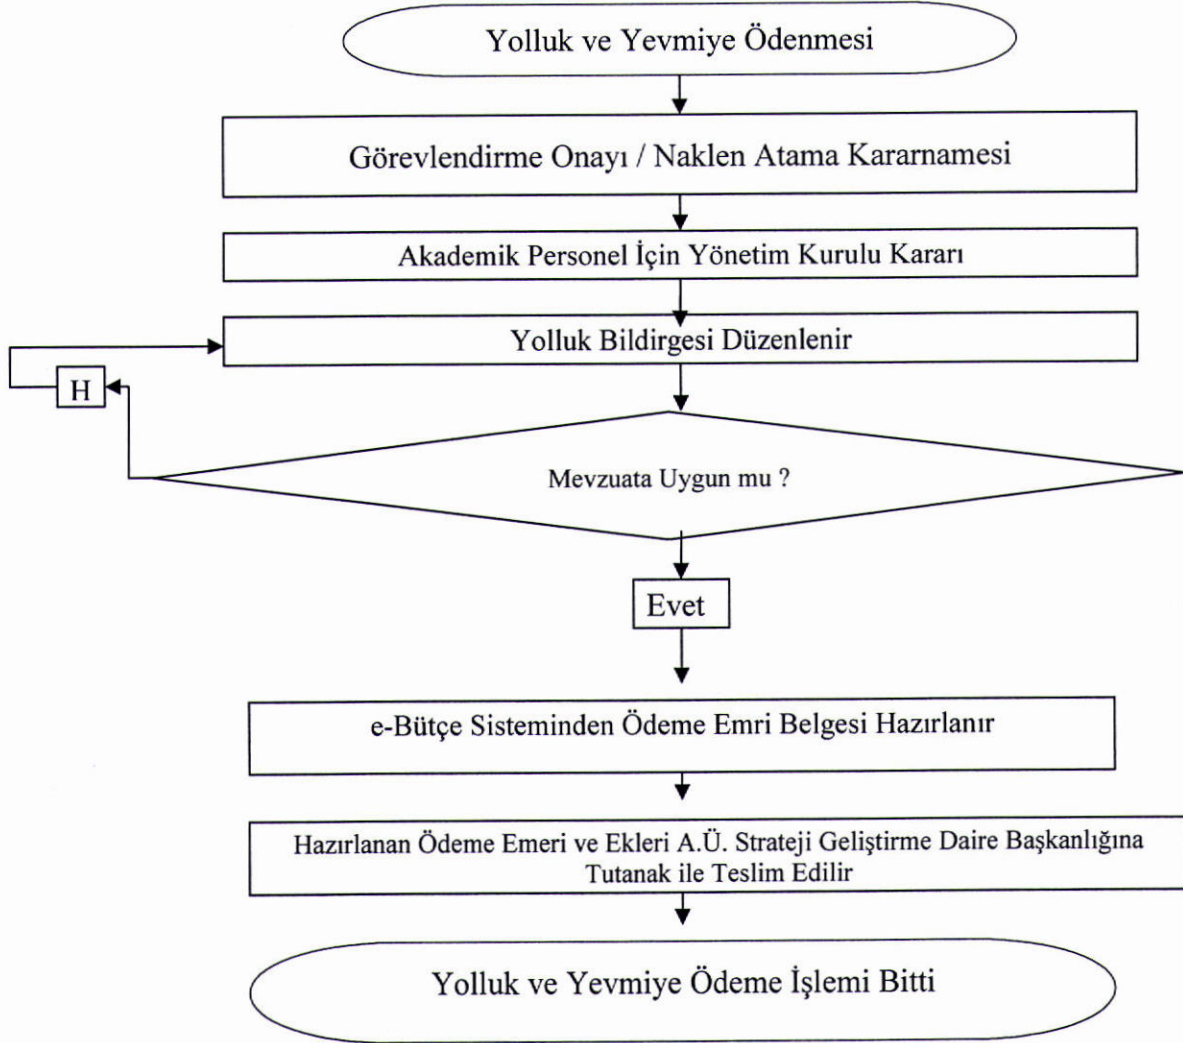 Yolluk ve Yevmiye Ödenmesi
Görevlendirme Onayı / Naklen Atama Kararnamesi
Akademik Personel İçin Yönetim Kurulu Kararı
Yolluk Bildirgesi Düzenlenir
H
Mevzuata Uygun mu ?
Evet
e-Bütçe Sisteminden Ödeme Emri Belgesi Hazırlanır
Hazırlanan Ödeme Emeri ve Ekleri A.Ü. Strateji Geliştirme Daire Başkanlığına
Tutanak ile Teslim Edilir
Yolluk ve Yevmiye Ödeme İşlemi Bitti